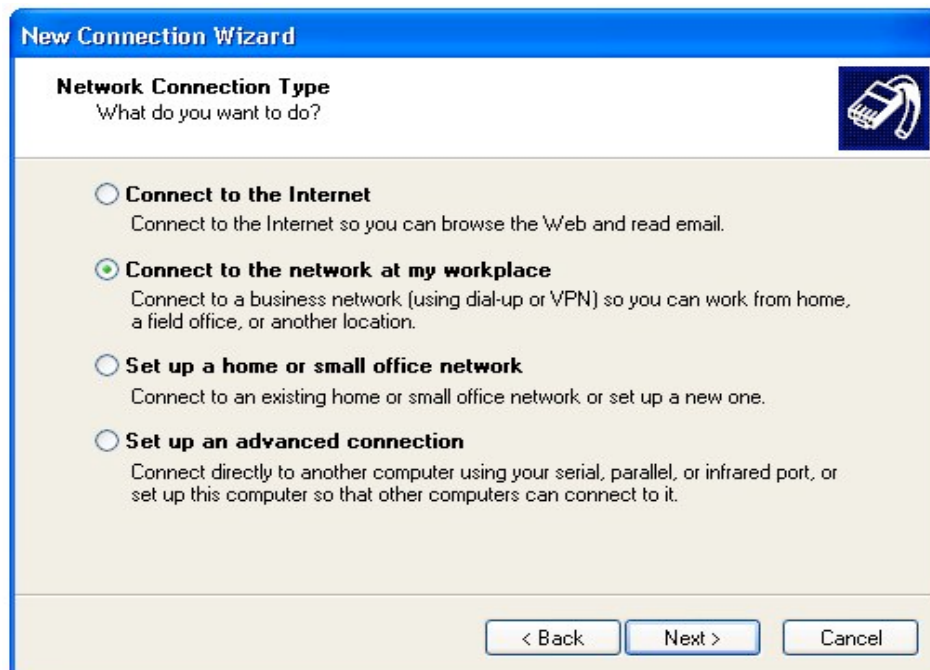 New Connection Wizard
Network Connection Type
What do you want to do?
Connect to the Internet
Connect to the Internet so you can browse the Web and read email.
Connect to the network at my workplace
Connect to a business network (using dial-up or VPN) so you can work from home,
a field office, or another location.
Set up a home or small office network
Connect to an existing home or small office network or set up a new one.
Set up an advanced connection
Connect directly to another computer using your serial, parallel, or infrared port, or
set up this computer so that other computers can connect to it.
< Back Next > Cancel